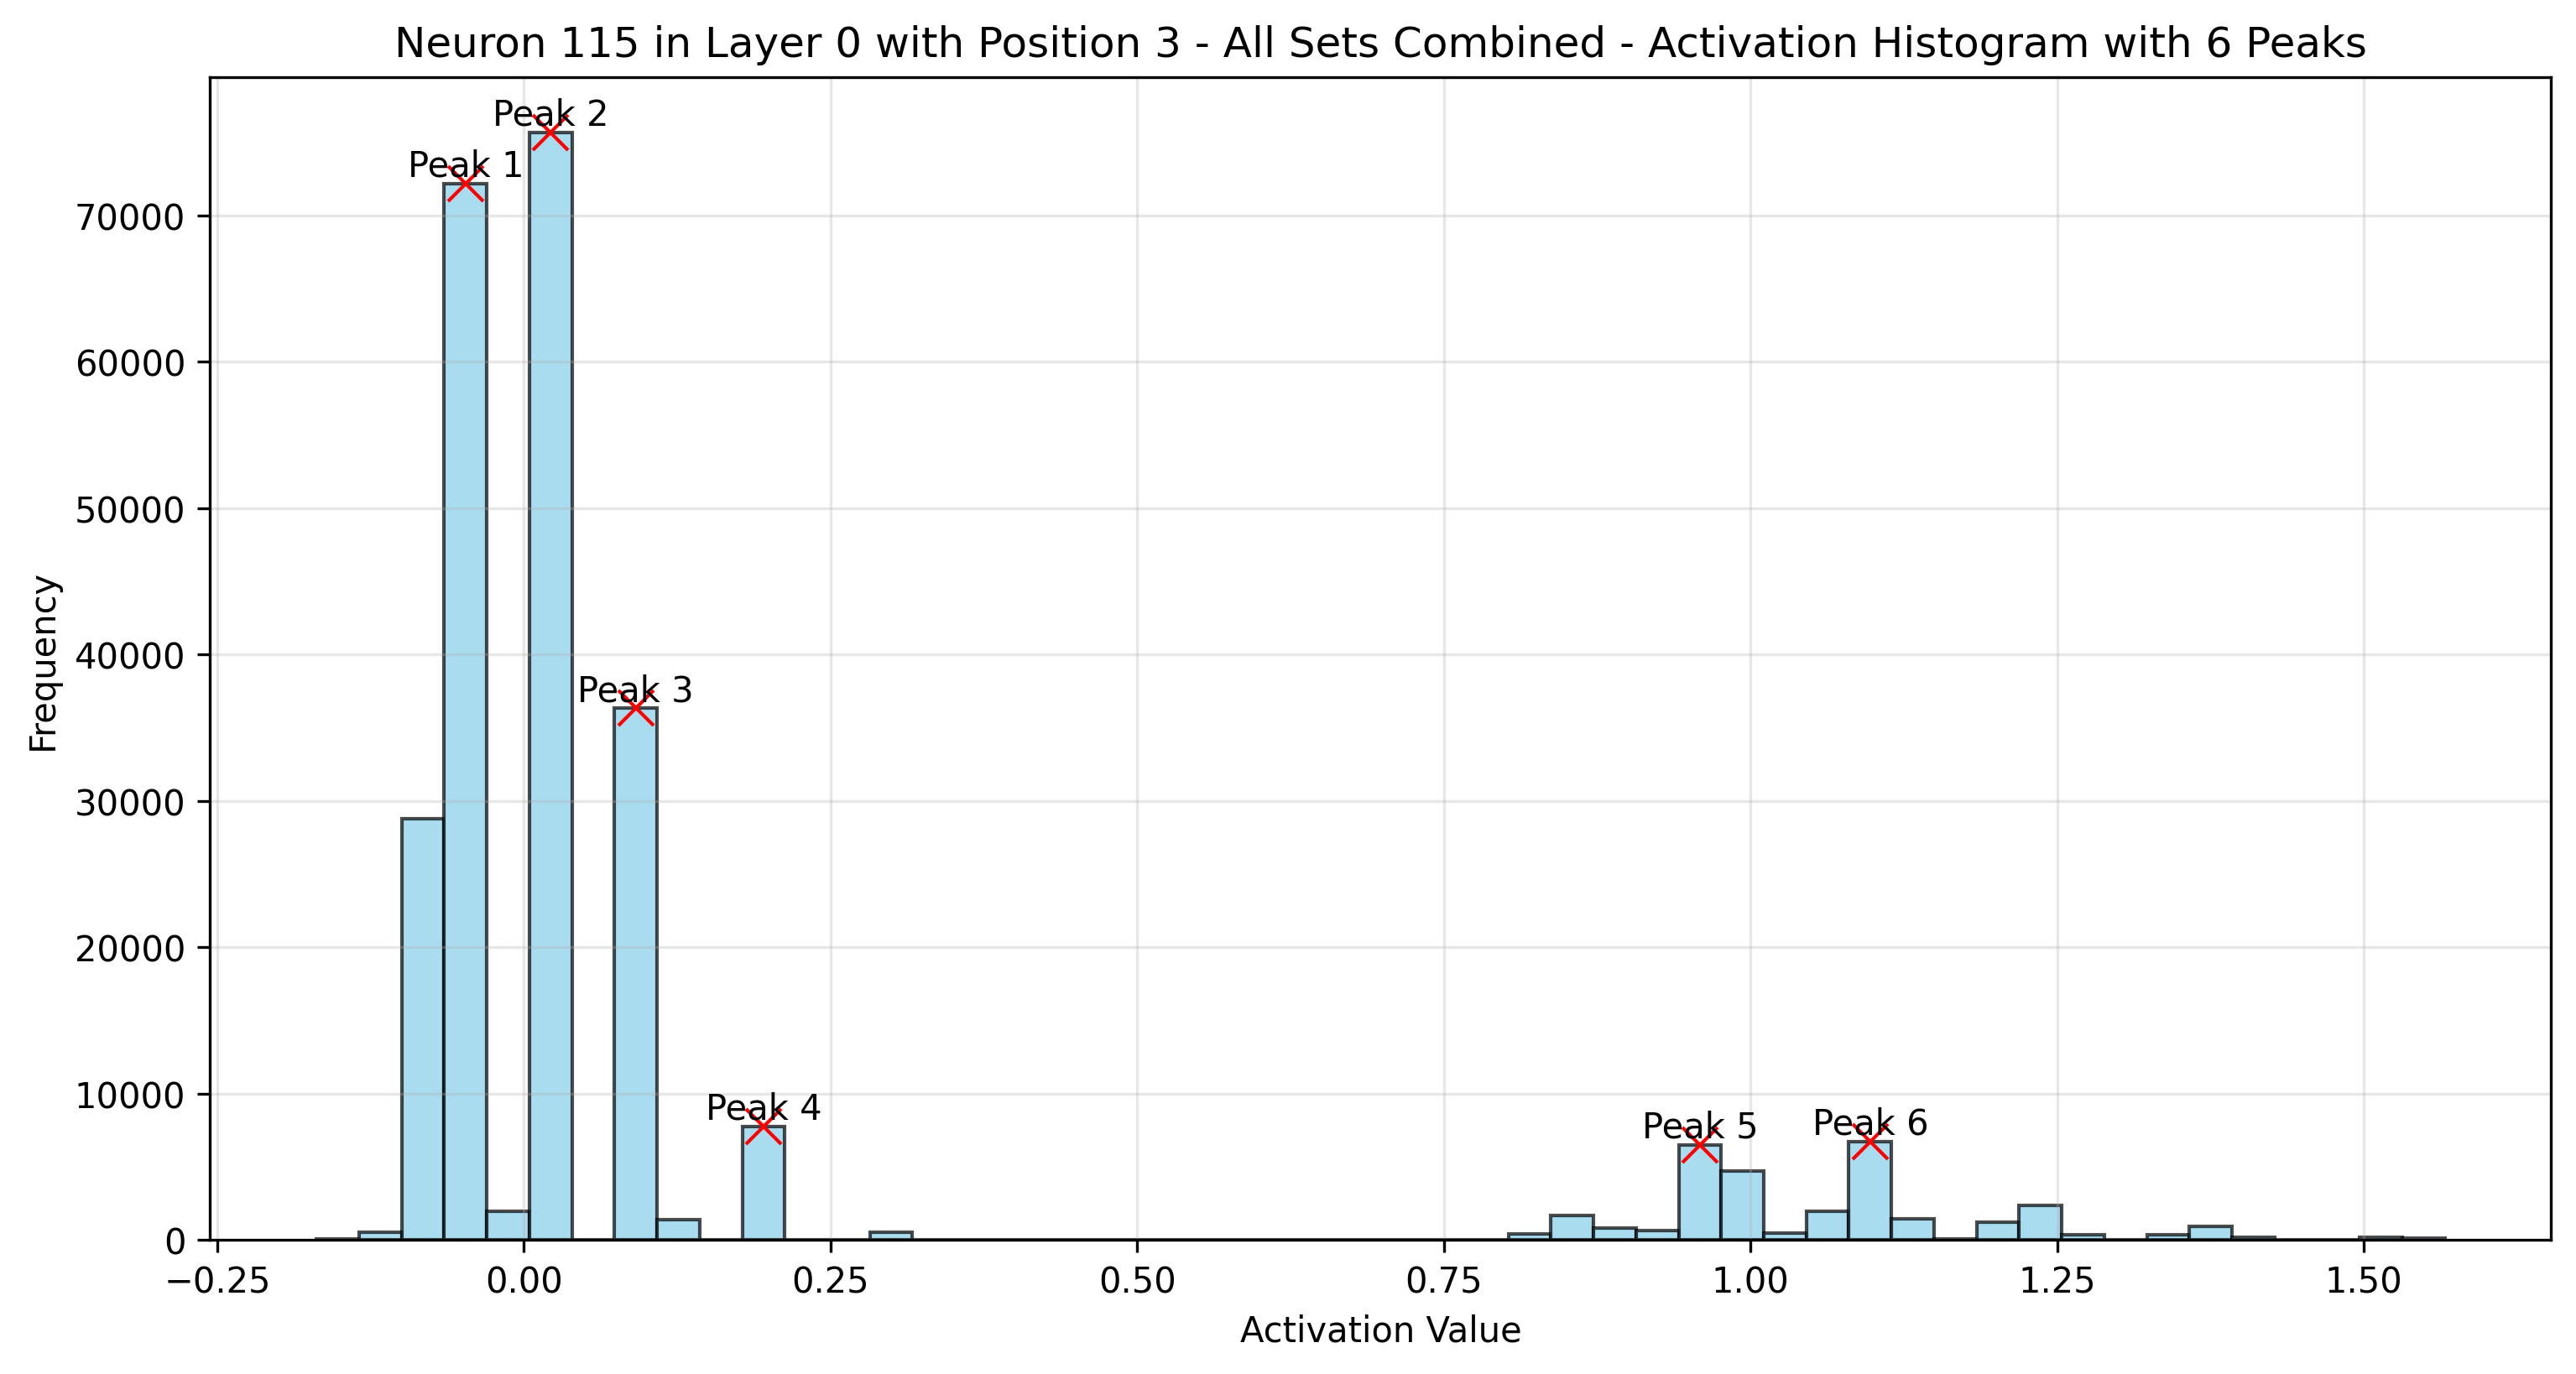 Neuron 115 in Layer 0 with Position 3 - All Sets Combined - Activation Histogram with 6 Peaks
Peak 2
Peak 1
Peak 3
Peak 4
Peak 5
Peak 6
70000
60000
50000
40000
30000
20000
10000
0
Frequency
−0.25
0.00
0.25
0.50
0.75
1.00
1.25
1.50
Activation Value